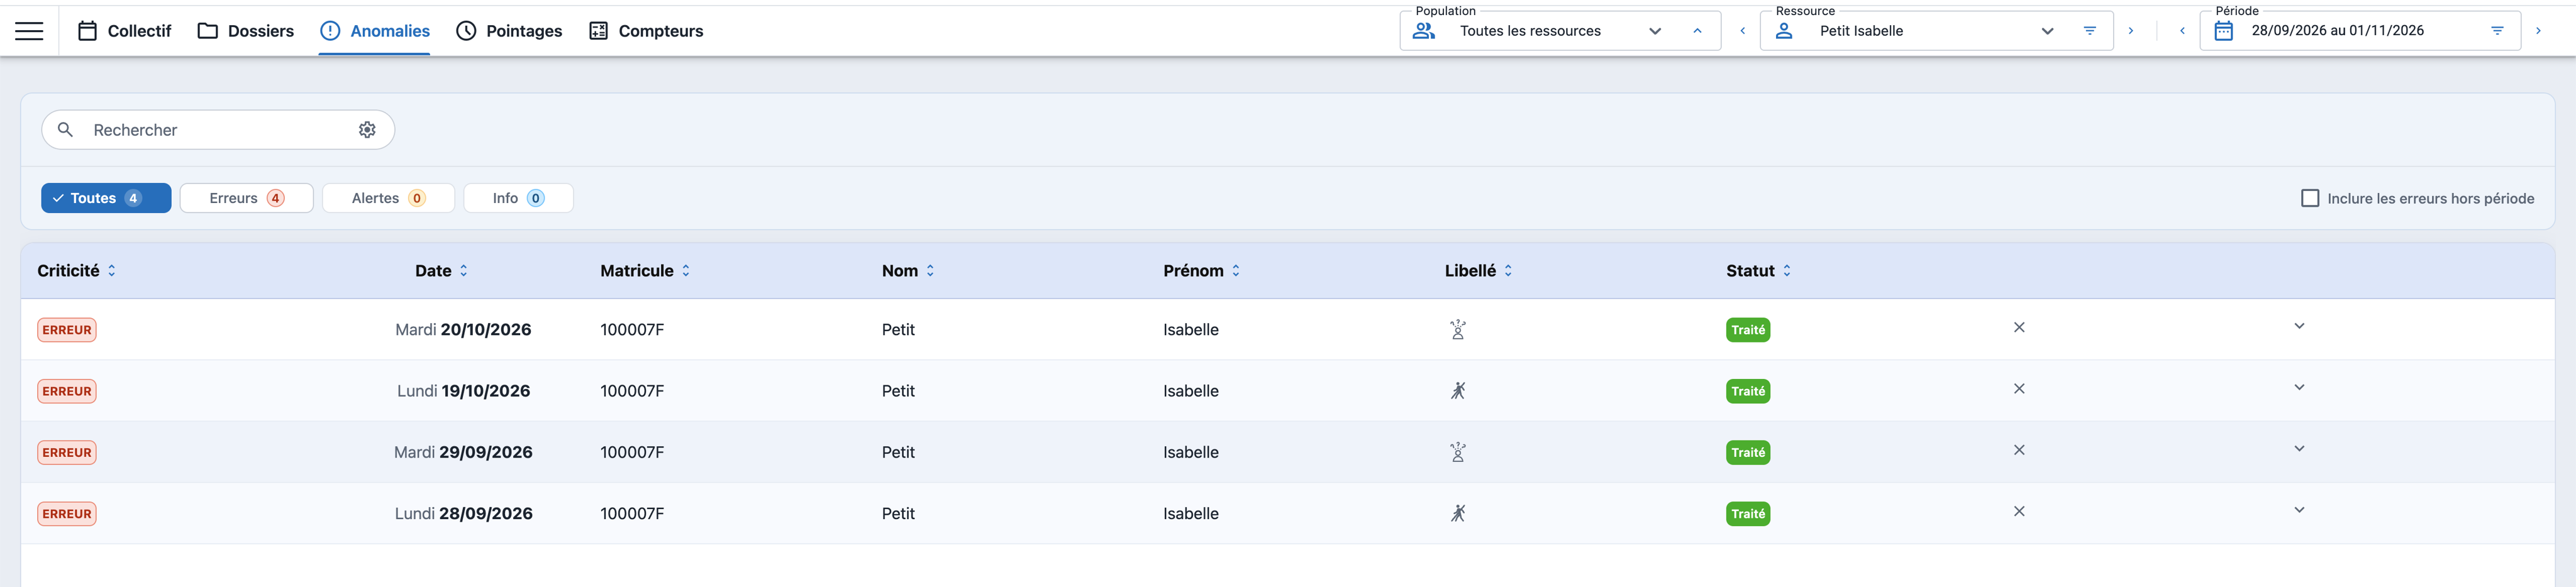 Population Ressource Période
Collectif Dossiers Anomalies Pointages Compteurs Toutes les ressources Petit Isabelle 28/09/2026 au 01/11/2026
Rechercher
Toutes 4 Erreurs 4 Alertes 0 Info 0 Inclure les erreurs hors période
Criticité Date Matricule Nom Prénom Libellé Statut
ERREUR Mardi 20/10/2026 100007F Petit Isabelle Traité
ERREUR Lundi 19/10/2026 100007F Petit Isabelle Traité
ERREUR Mardi 29/09/2026 100007F Petit Isabelle Traité
ERREUR Lundi 28/09/2026 100007F Petit Isabelle Traité